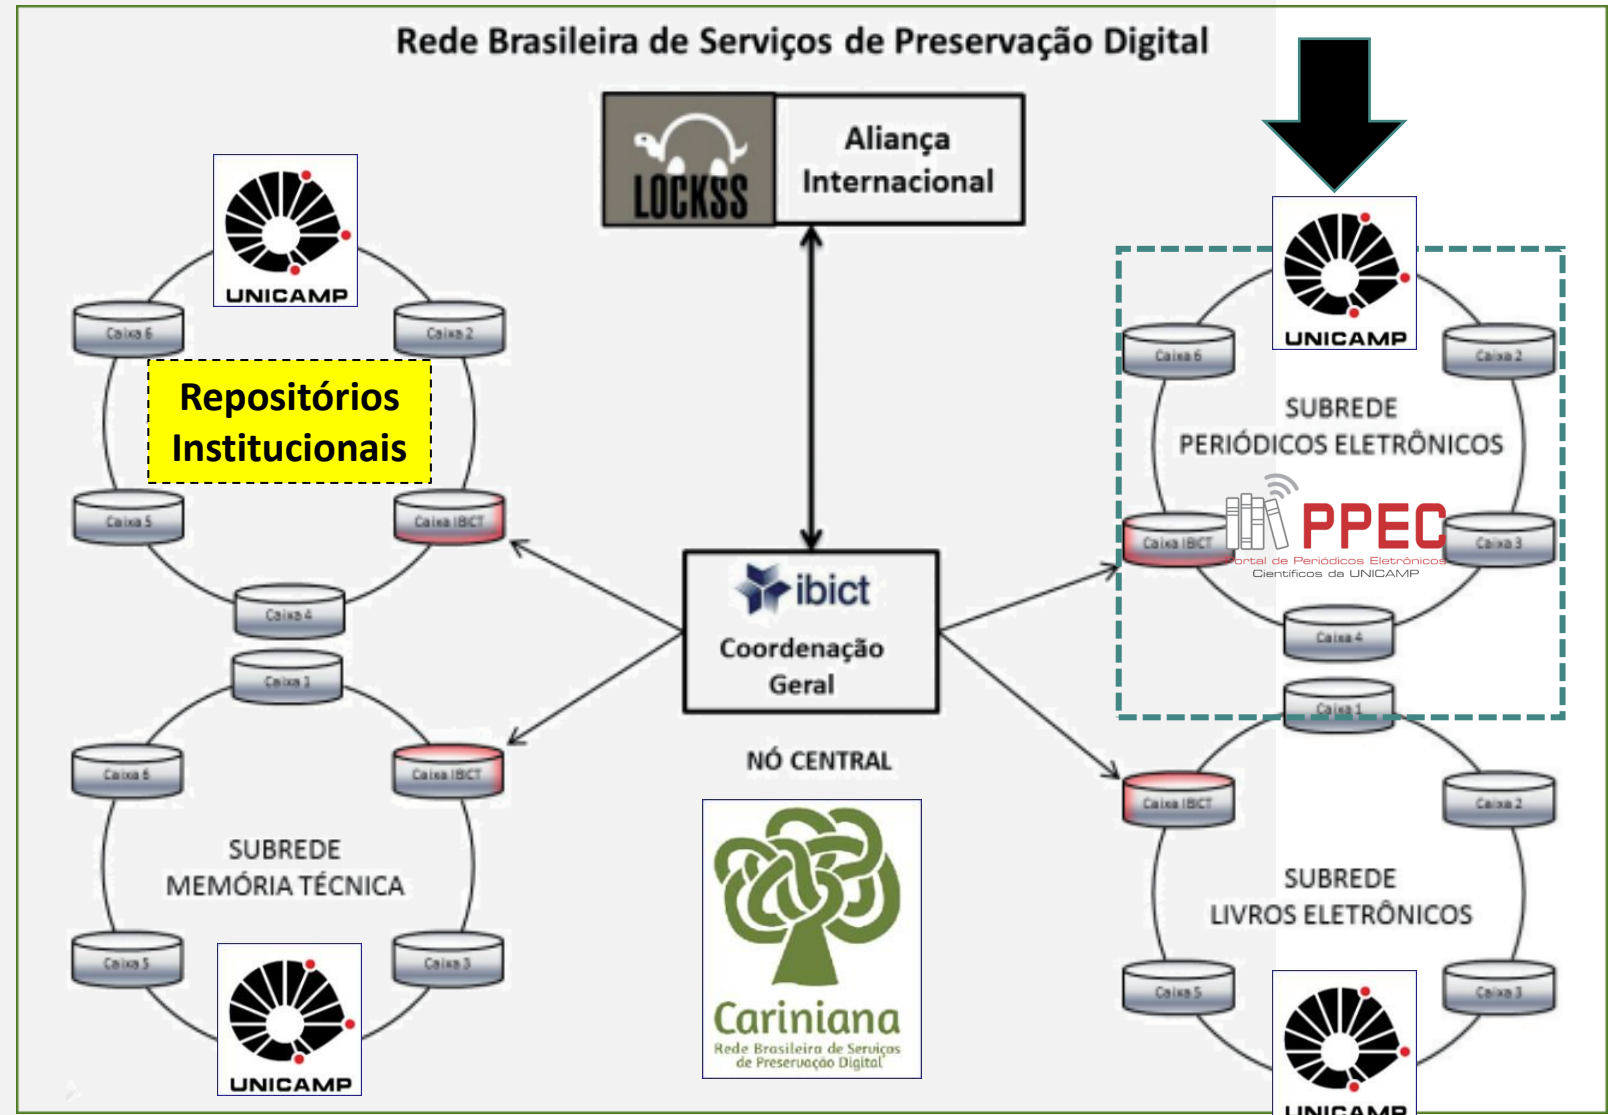 Rede Brasileira de Serviços de Preservação Digital
LOCKSS
Aliança
Internacional
UNICAMP
Caixa 6
Caixa 2
Repositórios
Institucionais
Caixa 5
Caixa IBICT
Caixa 4
UNICAMP
Caixa 6
Caixa 2
SUBREDE
PERIÓDICOS ELETRÔNICOS
Caixa IBICT
PPEC
Portal de Periódicos Eletrônicos
Científicos da UNICAMP
Caixa 3
Caixa 4
ibict
Coordenação
Geral
NÓ CENTRAL
Caixa 1
Caixa 6
Caixa IBICT
SUBREDE
MEMÓRIA TÉCNICA
Caixa 5
Caixa 3
UNICAMP
Cariniana
Rede Brasileira de Serviços
de Preservação Digital
Caixa 1
Caixa IBICT
Caixa 2
SUBREDE
LIVROS ELETRÔNICOS
Caixa 5
Caixa 3
UNICAMP